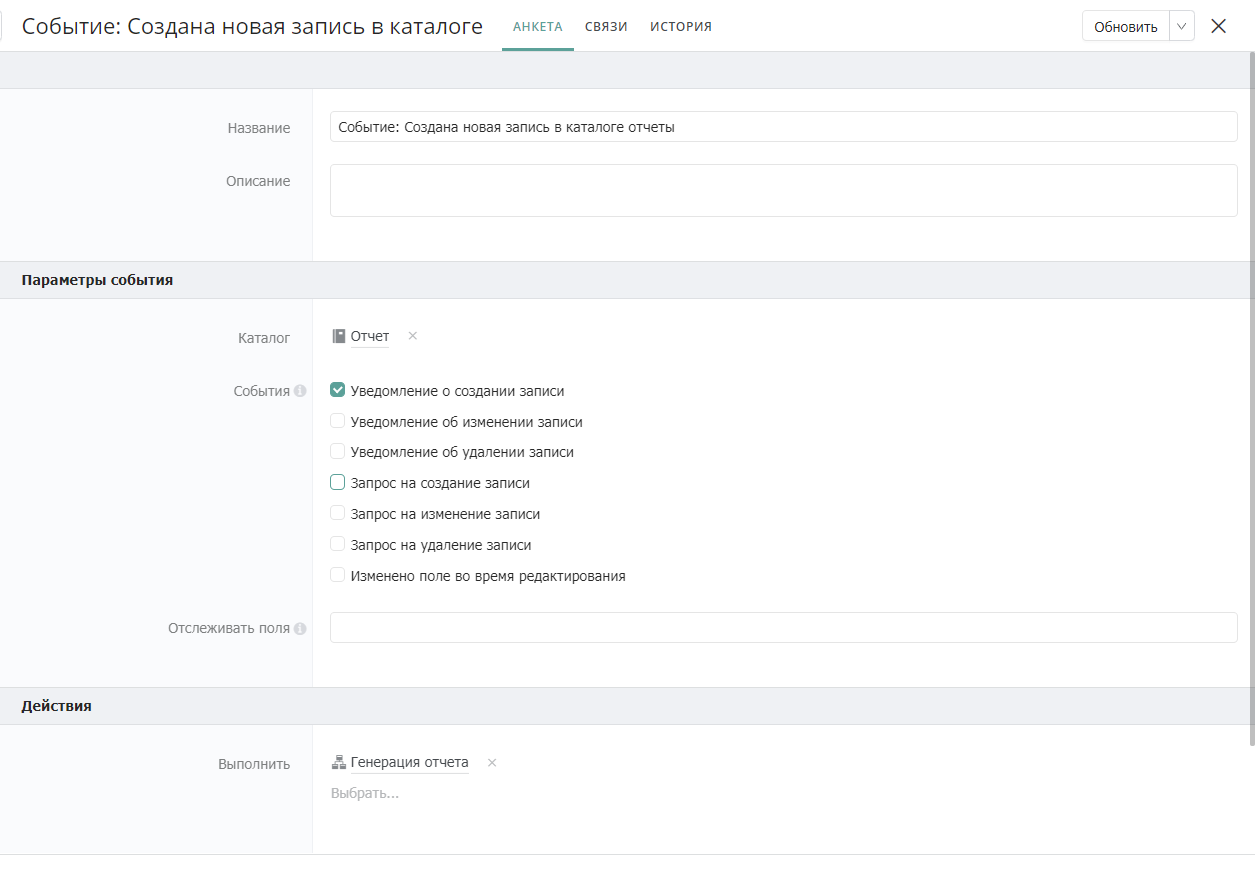 Событие: Создана новая запись в каталоге АНКЕТА СВЯЗИ ИСТОРИЯ Обновить
Название Событие: Создана новая запись в каталоге отчеты
Описание
Параметры события
Каталог Отчет
События Уведомление о создании записи
Уведомление об изменении записи
Уведомление об удалении записи
Запрос на создание записи
Запрос на изменение записи
Запрос на удаление записи
Изменено поле во время редактирования
Отслеживать поля
Действия
Выполнить Генерация отчета
Выбрать...